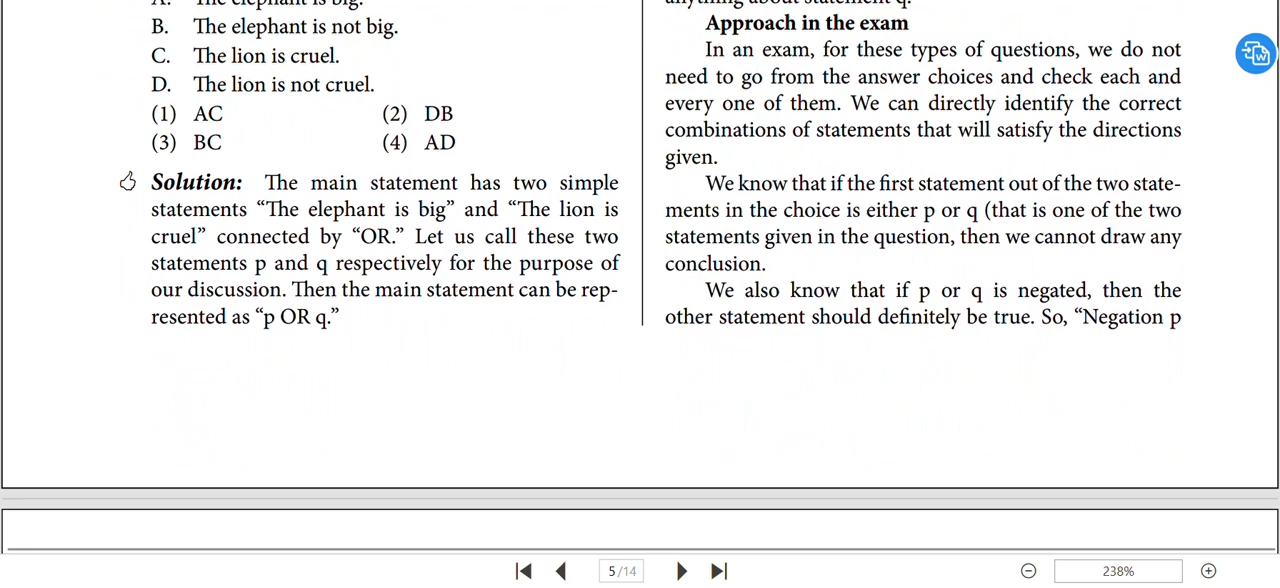 A. The elephant is big.
B. The elephant is not big.
C. The lion is cruel.
D. The lion is not cruel.
(1) AC (2) DB
(3) BC (4) AD
Solution: The main statement has two simple
statements “The elephant is big” and “The lion is
cruel” connected by “OR.” Let us call these two
statements p and q respectively for the purpose of
our discussion. Then the main statement can be rep-
resented as “p OR q.”
anything about statement q.
Approach in the exam
In an exam, for these types of questions, we do not
need to go from the answer choices and check each and
every one of them. We can directly identify the correct
combinations of statements that will satisfy the directions
given.
We know that if the first statement out of the two state-
ments in the choice is either p or q (that is one of the two
statements given in the question, then we cannot draw any
conclusion.
We also know that if p or q is negated, then the
other statement should definitely be true. So, “Negation p
W
5/14
238%